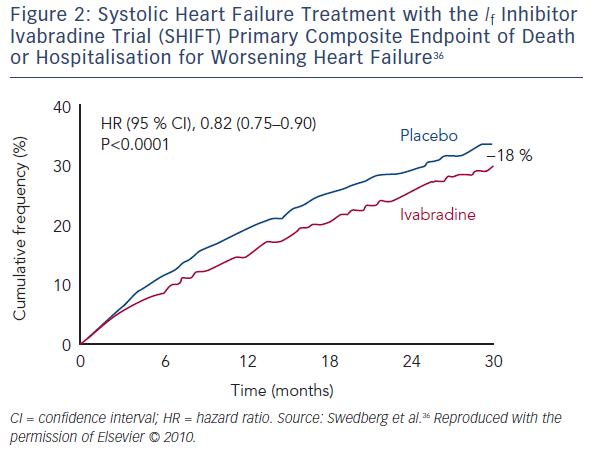 Figure 2: Systolic Heart Failure Treatment with the If Inhibitor
Ivabradine Trial (SHIFT) Primary Composite Endpoint of Death
or Hospitalisation for Worsening Heart Failure³⁶
40
HR (95 % CI), 0.82 (0.75–0.90)
P<0.0001
Placebo
–18 %
30
Ivabradine
20
10
0
Cumulative frequency (%)
0 6 12 18 24 30
Time (months)
CI = confidence interval; HR = hazard ratio. Source: Swedberg et al.³⁶ Reproduced with the
permission of Elsevier © 2010.